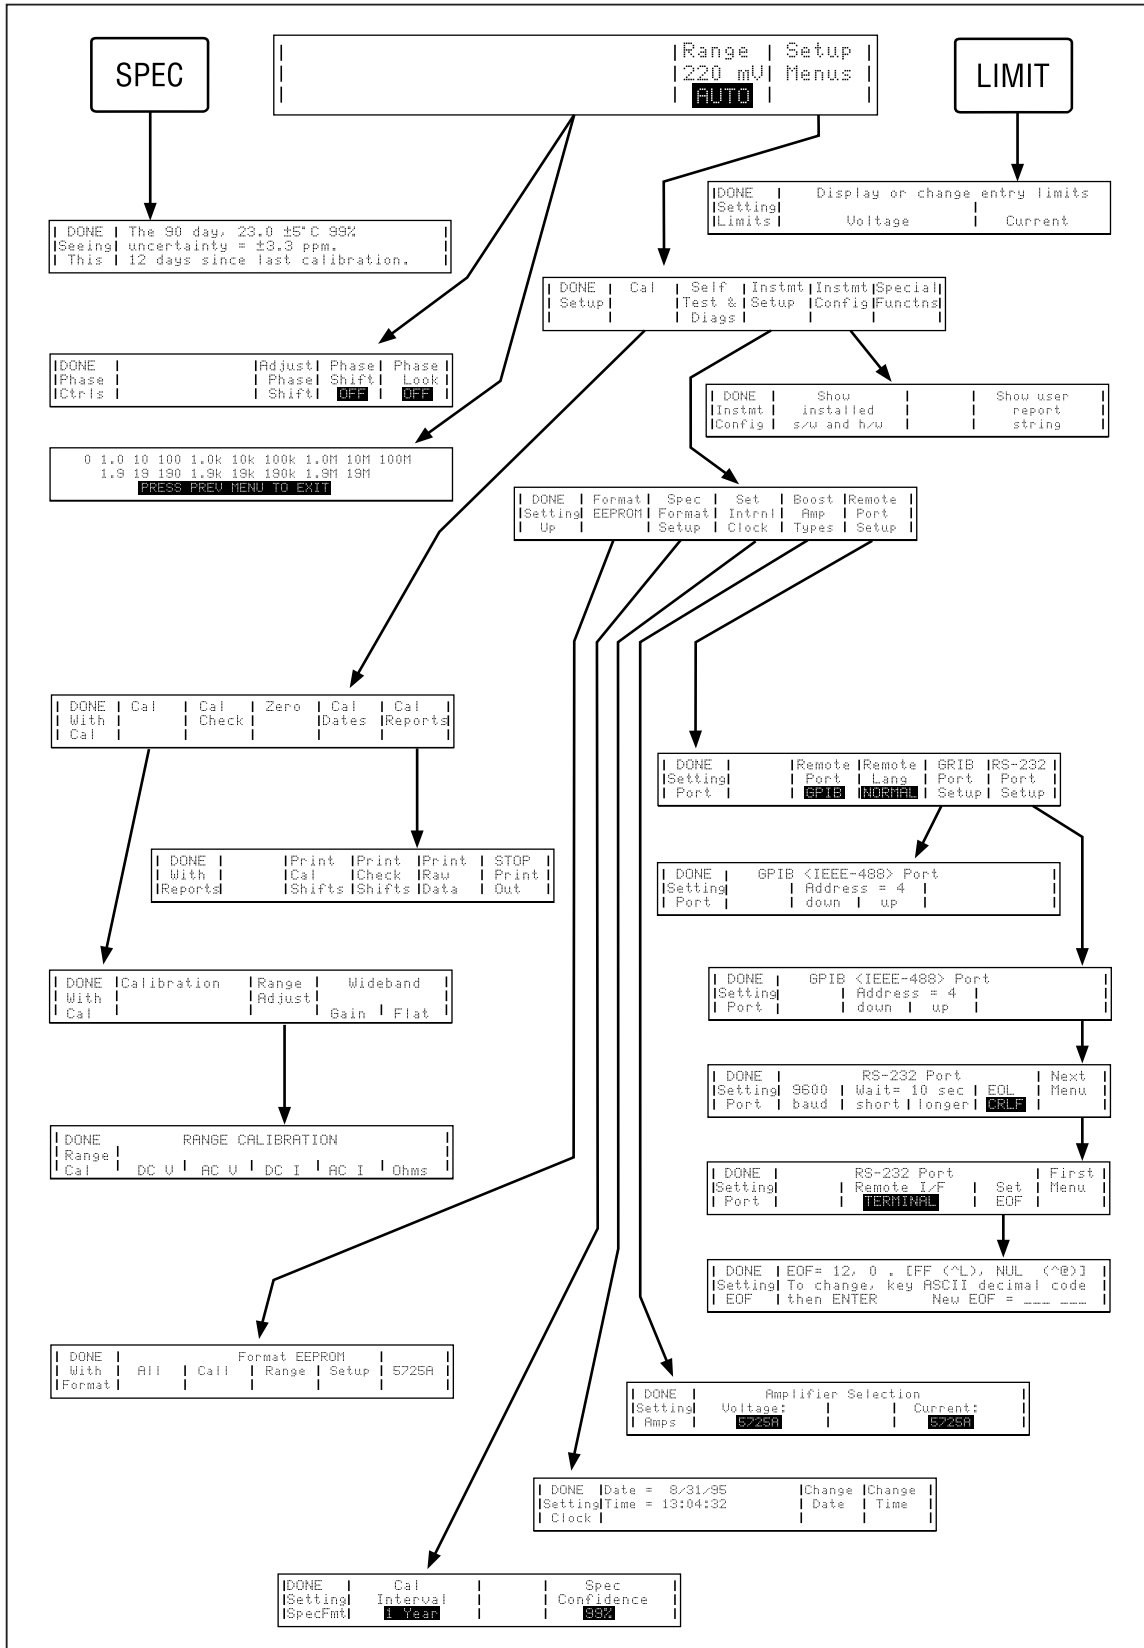 SPEC
Range Setup
220 mV Menus
AUTO
LIMIT
DONE Display or change entry limits
Setting
Limits Voltage Current
DONE The 90 day, 23.0 ±5°C 99%
Seeing uncertainty = ±3.3 ppm.
This 12 days since last calibration.
DONE Cal Self Instmt Instmt Special
Setup Test & Setup Config Functns
Diags
DONE Adjust Phase Phase
Phase Phase Shift Look
Ctrls Shift OFF OFF
DONE Show Show user
Instmt installed report
Config s/w and h/w string
0 1.0 10 100 1.0k 10k 100k 1.0M 10M 100M
1.9 19 190 1.9k 19k 190k 1.9M 19M
PRESS PREV MENU TO EXIT
DONE Format Spec Set Boost Remote
Setting EEPROM Format Intrnl Amp Port
Up Setup Clock Types Setup
DONE Cal Cal Zero Cal Cal
With Check Dates Reports
Cal
DONE Remote Remote GRIB RS-232
Setting Port Lang Port Port
Port GPIB NORMAL Setup Setup
DONE Print Print Print STOP
With Cal Check Raw Print
Reports Shifts Shifts Data Out
DONE GPIB <IEEE-488> Port
Setting Address = 4
Port down up
DONE Calibration Range Wideband
With Adjust
Cal Gain Flat
DONE GPIB <IEEE-488> Port
Setting Address = 4
Port down up
DONE RS-232 Port Next
Setting 9600 Wait= 10 sec EOL Menu
Port baud short longer CRLF
DONE RANGE CALIBRATION
Range
Cal DC V AC V DC I AC I Ohms
DONE RS-232 Port First
Setting Remote I/F Set Menu
Port TERMINAL EOF
DONE EOF= 12, 0 . [FF (^L), NUL (^@)]
Setting To change, key ASCII decimal code
EOF then ENTER New EOF = ___ ___
DONE Format EEPROM
With All Call Range Setup 5725A
Format
DONE Amplifier Selection
Setting Voltage: Current:
Amps 5725A 5725A
DONE Date = 8/31/95 Change Change
Setting Time = 13:04:32 Date Time
Clock
DONE Cal Spec
Setting Interval Confidence
SpecFmt 1 Year 99%